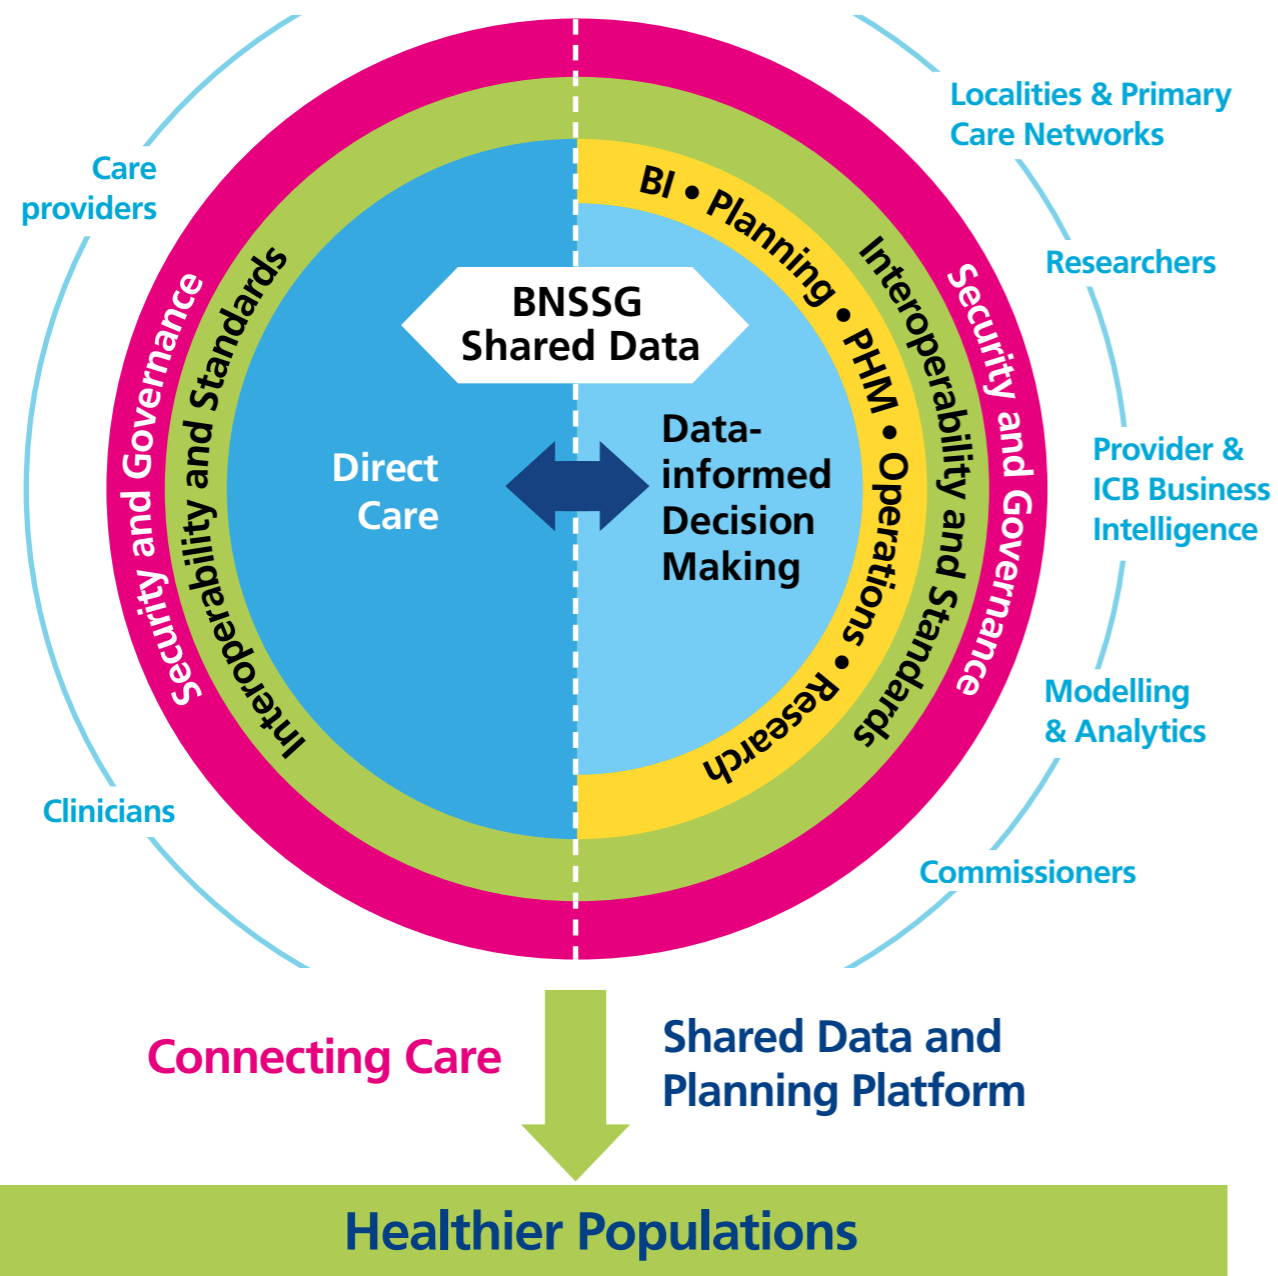 Localities & Primary
Care Networks
Care
providers
Researchers
Provider &
ICB Business
Intelligence
Modelling
& Analytics
Clinicians
Commissioners
Security and Governance
Interoperability and Standards
BI • Planning • PHM • Operations • Research
Interoperability and Standards
Security and Governance
BNSSG
Shared Data
Direct
Care
Data-
informed
Decision
Making
Connecting Care
Shared Data and
Planning Platform
Healthier Populations